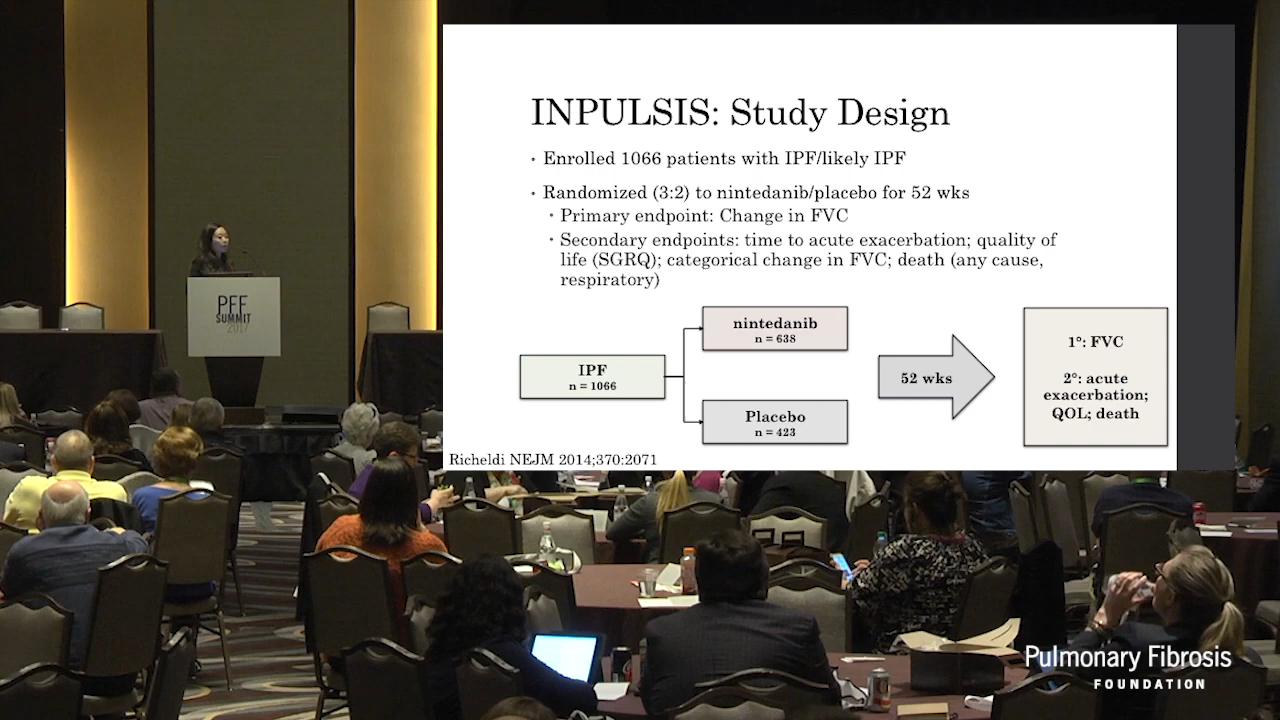 INPULSIS: Study Design
• Enrolled 1066 patients with IPF/likely IPF
• Randomized (3:2) to nintedanib/placebo for 52 wks
• Primary endpoint: Change in FVC
• Secondary endpoints: time to acute exacerbation; quality of
life (SGRQ); categorical change in FVC; death (any cause,
respiratory)
IPF
n = 1066
nintedanib
n = 638
Placebo
n = 423
52 wks
1°: FVC
2°: acute
exacerbation;
QOL; death
Richeldi NEJM 2014;370:2071
PFF
SUMMIT
2017
Pulmonary Fibrosis
FOUNDATION